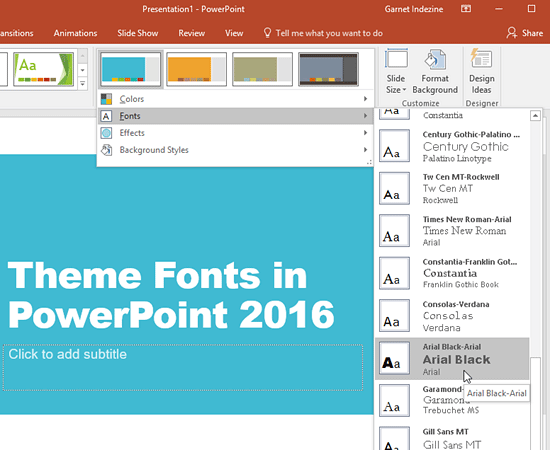 Presentation1 - PowerPoint
Garnet Indezine
ansitions
Animations
Slide Show
Review
View
Tell me what you want to do
Share
Aa
Colors
Fonts
Effects
Background Styles
Slide
Size
Format
Background
Design
Ideas
Customize
Designer
Constantia
Aa
Century Gothic-Palatino ...
Century Gothic
Palatino Linotype
Aa
Tw Cen MT-Rockwell
Tw Cen MT
Rockwell
Aa
Times New Roman-Arial
Times New Roman
Arial
Aa
Constantia-Franklin Got...
Constantia
Franklin Gothic Book
Aa
Consolas-Verdana
Consolas
Verdana
Aa
Arial Black-Arial
Arial Black
Arial
Arial Black-Arial
Aa
Garamond-
Garamond
Trebuchet MS
Aa
Gill Sans MT
Gill Sans MT
Theme Fonts in
PowerPoint 2016
Click to add subtitle